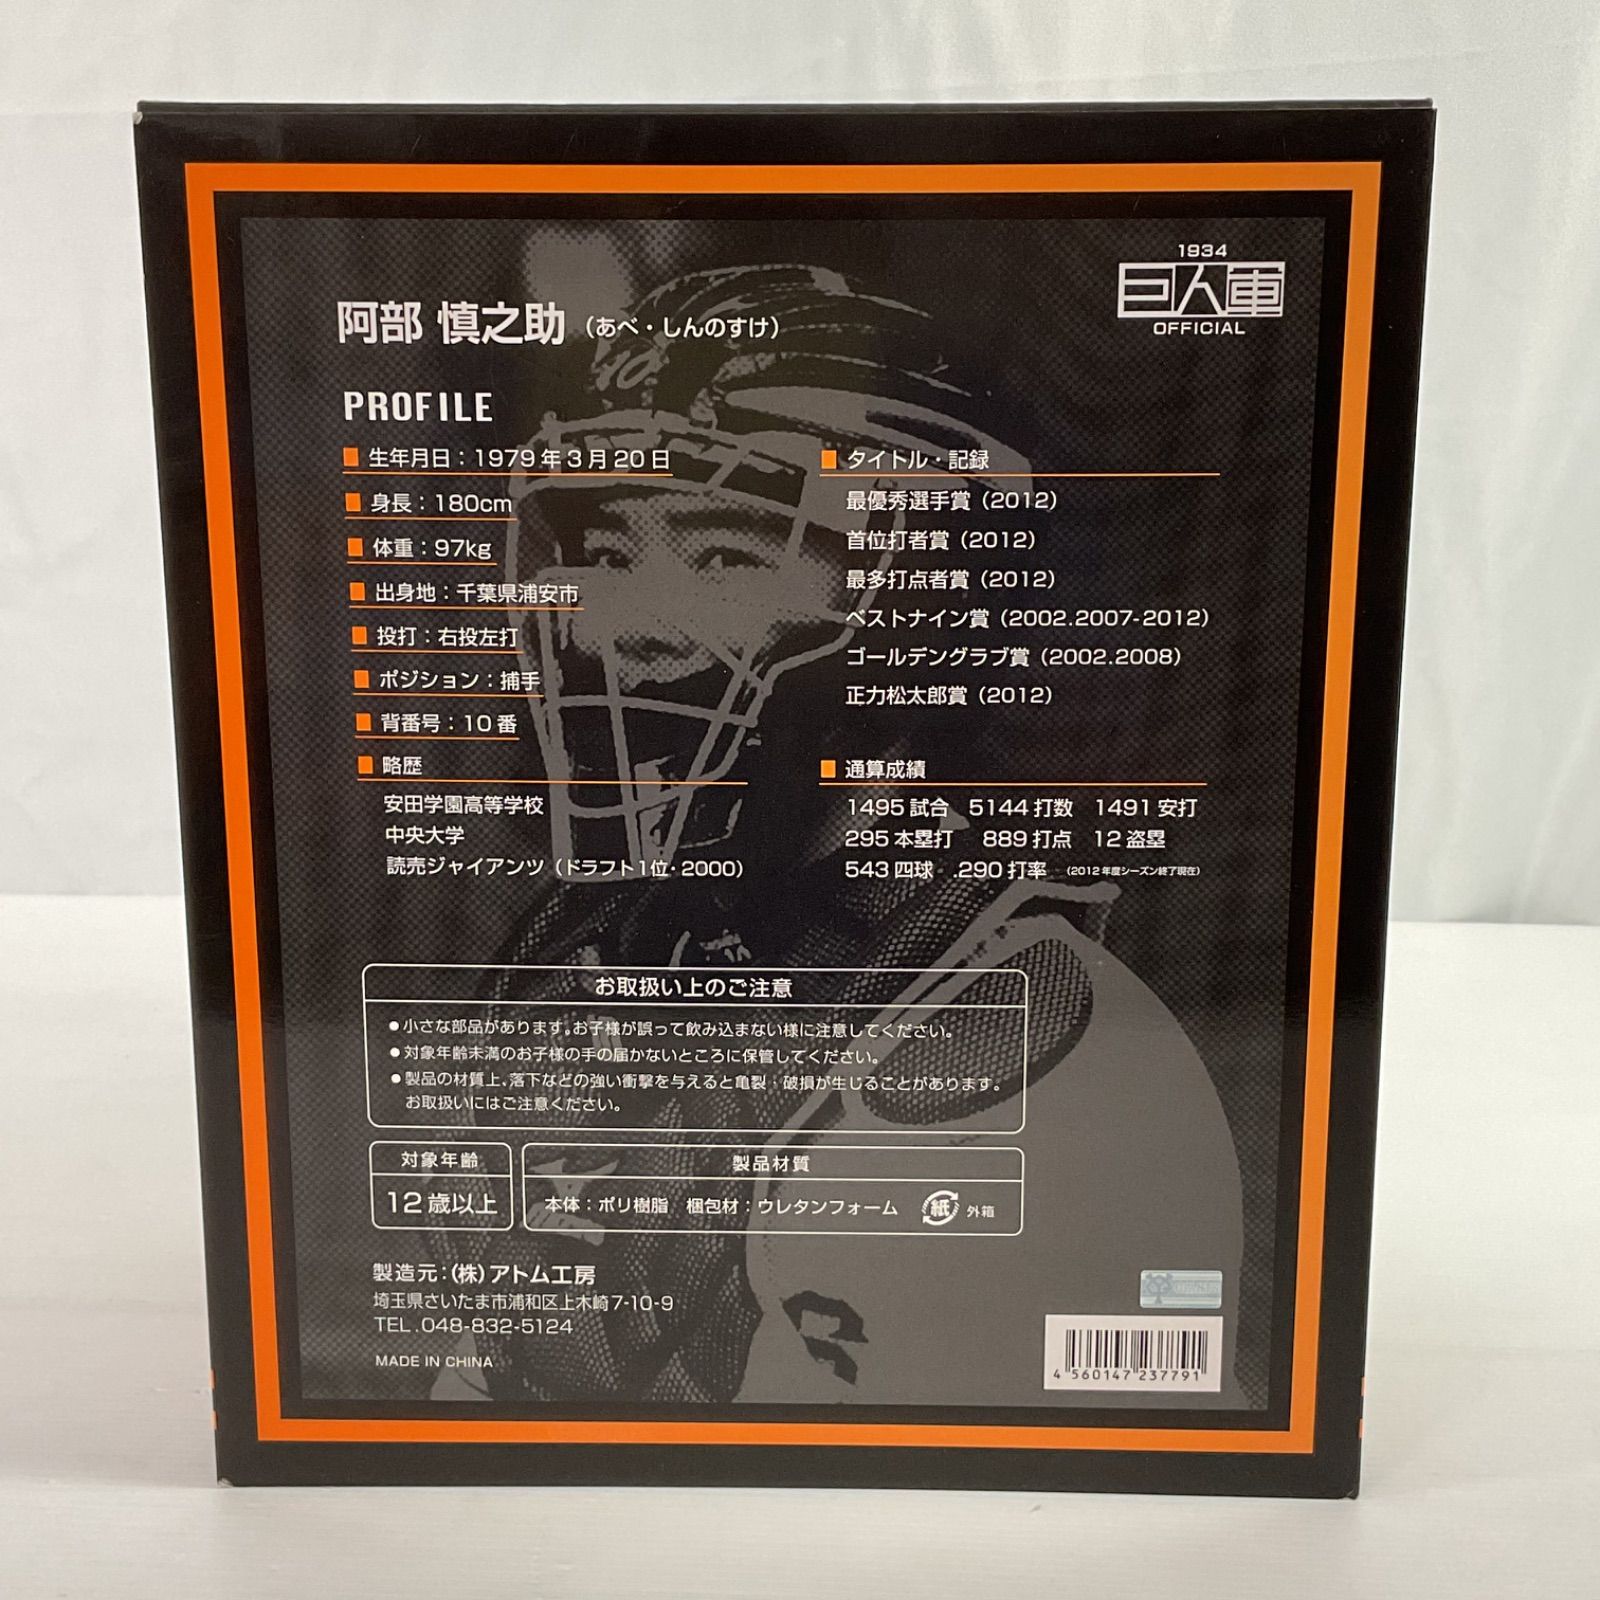 1934
巨人軍
OFFICIAL
阿部 慎之助（あべ・しんのすけ）
PROFILE
生年月日：1979年3月20日
身長：180cm
体重：97kg
出身地：千葉県浦安市
投打：右投左打
ポジション：捕手
背番号：10番
略歴
安田学園高等学校
中央大学
読売ジャイアンツ（ドラフト1位・2000）
タイトル・記録
最優秀選手賞（2012）
首位打者賞（2012）
最多打点者賞（2012）
ベストナイン賞（2002.2007-2012）
ゴールデングラブ賞（2002.2008）
正力松太郎賞（2012）
通算成績
1495試合 5144打数 1491安打
295本塁打 889打点 12盗塁
543四球 .290打率 （2012年度シーズン終了現在）
お取扱い上のご注意
●小さな部品があります。お子様が誤って飲み込まない様に注意してください。
●対象年齢未満のお子様の手の届かないところに保管してください。
●製品の材質上、落下などの強い衝撃を与えると亀裂・破損が生じることがあります。
お取扱いにはご注意ください。
対象年齢
12歳以上
製品材質
本体：ポリ樹脂 梱包材：ウレタンフォーム 紙 外箱
製造元：(株)アトム工房
埼玉県さいたま市浦和区上木崎7-10-9
TEL.048-832-5124
MADE IN CHINA
4 560147 237791